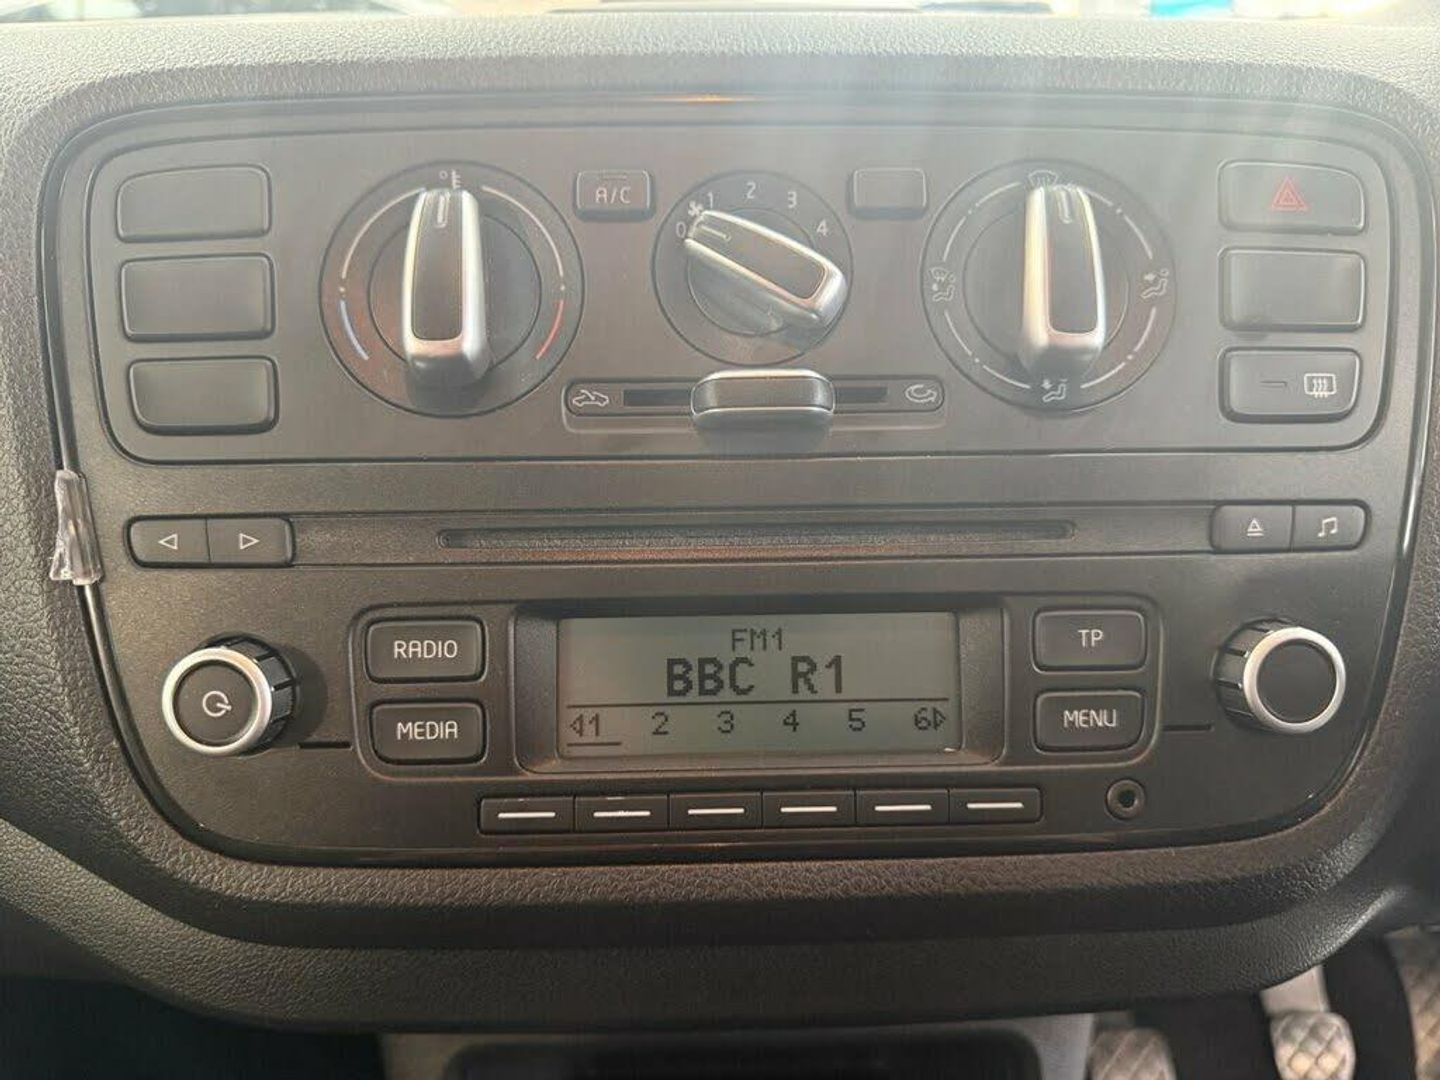 A/C
0 1 2 3 4
RADIO
MEDIA
FM1
BBC R1
1 2 3 4 5 6
TP
MENU